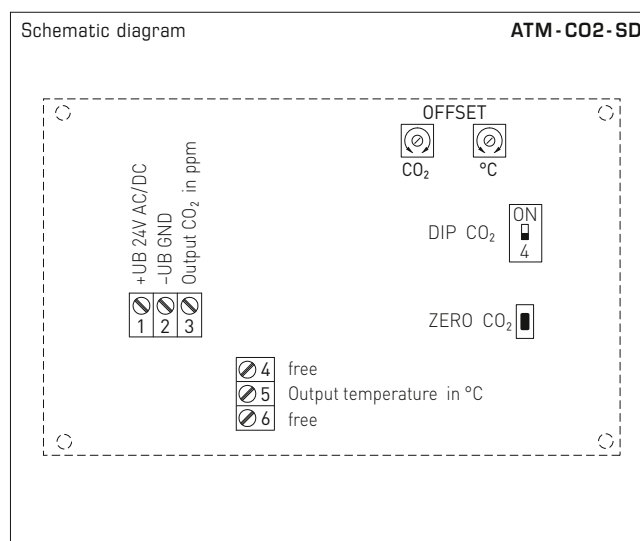 Schematic diagram
ATM-CO2-SD
OFFSET
CO₂
°C
+UB 24V AC/DC
–UB GND
Output CO₂ in ppm
DIP CO₂
ON
4
1 2 3
ZERO CO₂
4 free
5 Output temperature in °C
6 free